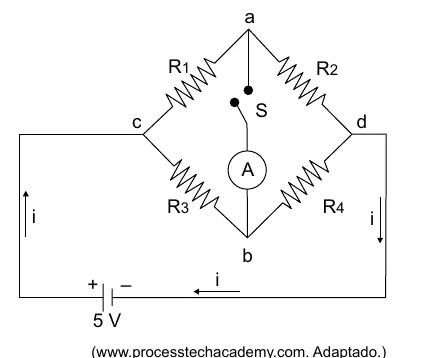 a
R1
R2
S
c
d
A
R3
R4
i
i
b
i
+ –
5 V
(www.processtechacademy.com. Adaptado.)